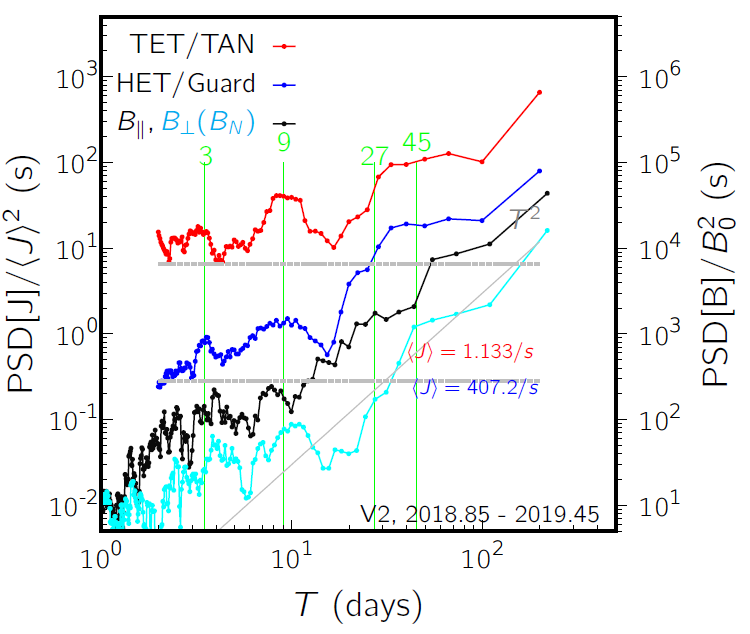 TET/TAN
HET/Guard
B∥, B⊥(B_N)
3
9
27
45
T²
⟨J⟩ = 1.133/s
⟨J⟩ = 407.2/s
V2, 2018.85 - 2019.45
PSD[J]/⟨J⟩² (s)
10³
10²
10¹
10⁰
10⁻¹
10⁻²
PSD[B]/B₀² (s)
10⁶
10⁵
10⁴
10³
10²
10¹
10⁰ 10¹ 10²
T (days)